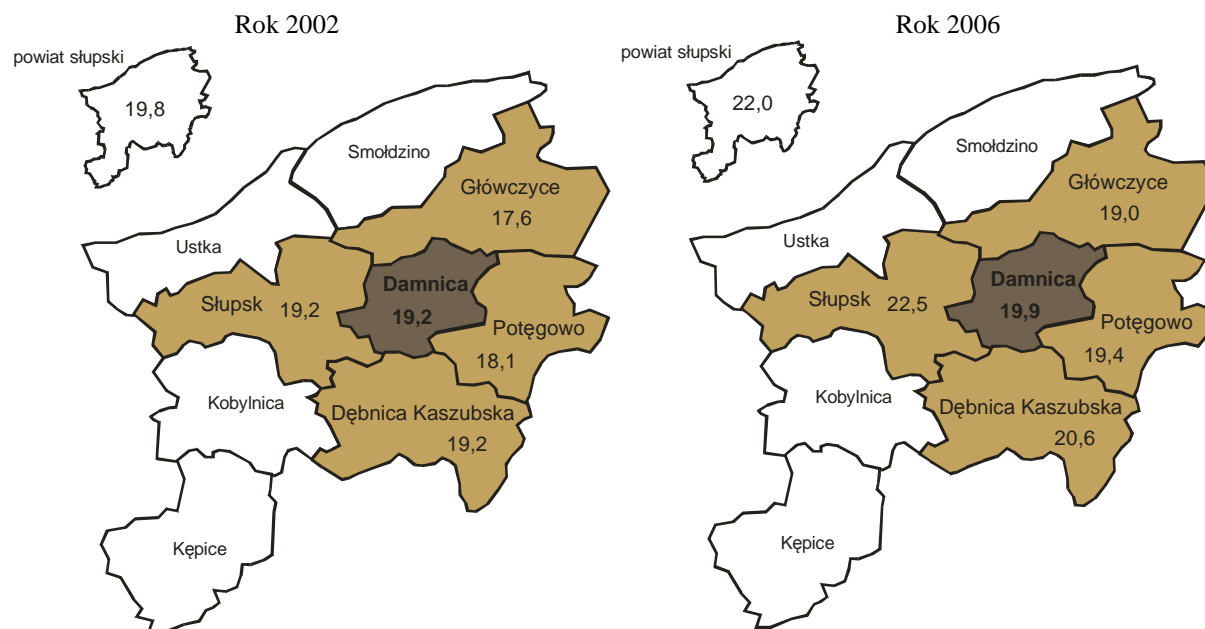 Rok 2002
powiat słupski
19,8
Smołdzino
Główczyce
17,6
Ustka
Damnica
19,2
Słupsk 19,2
Potęgowo
18,1
Kobylnica
Dębnica Kaszubska
19,2
Kępice
Rok 2006
powiat słupski
22,0
Smołdzino
Główczyce
19,0
Ustka
Damnica
19,9
Słupsk 22,5
Potęgowo
19,4
Kobylnica
Dębnica Kaszubska
20,6
Kępice